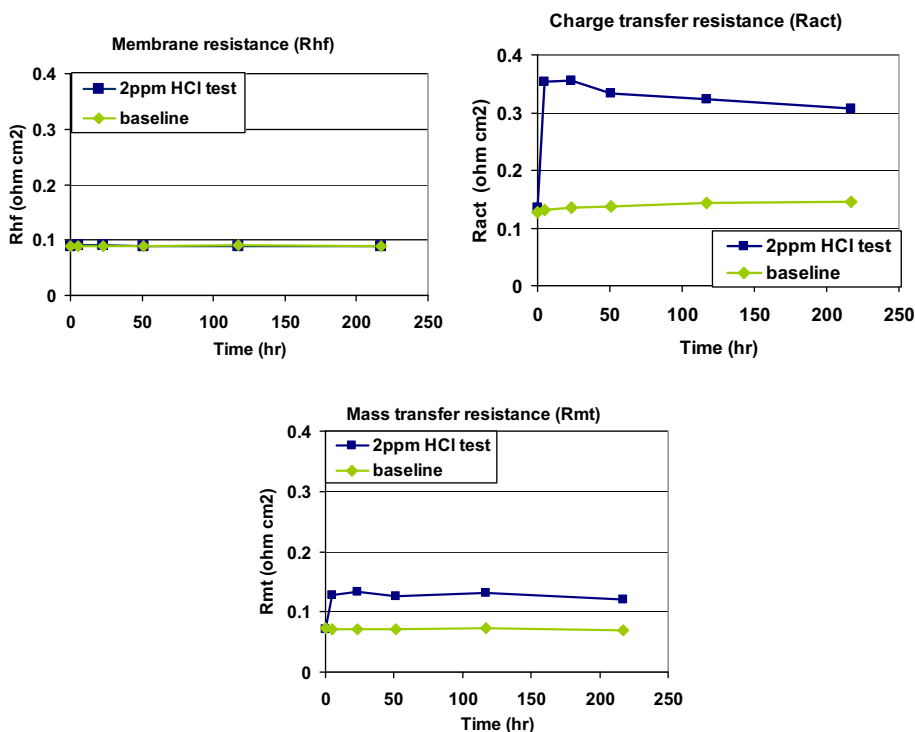 Membrane resistance (Rhf)
0.4
0.3
0.2
0.1
0
Rhf (ohm cm2)
2ppm HCl test
baseline
0 50 100 150 200 250
Time (hr)
Charge transfer resistance (Ract)
0.4
0.3
0.2
0.1
0
Ract (ohm cm2)
2ppm HCl test
baseline
0 50 100 150 200 250
Time (hr)
Mass transfer resistance (Rmt)
0.4
0.3
0.2
0.1
0
Rmt (ohm cm2)
2ppm HCl test
baseline
0 50 100 150 200 250
Time (hr)